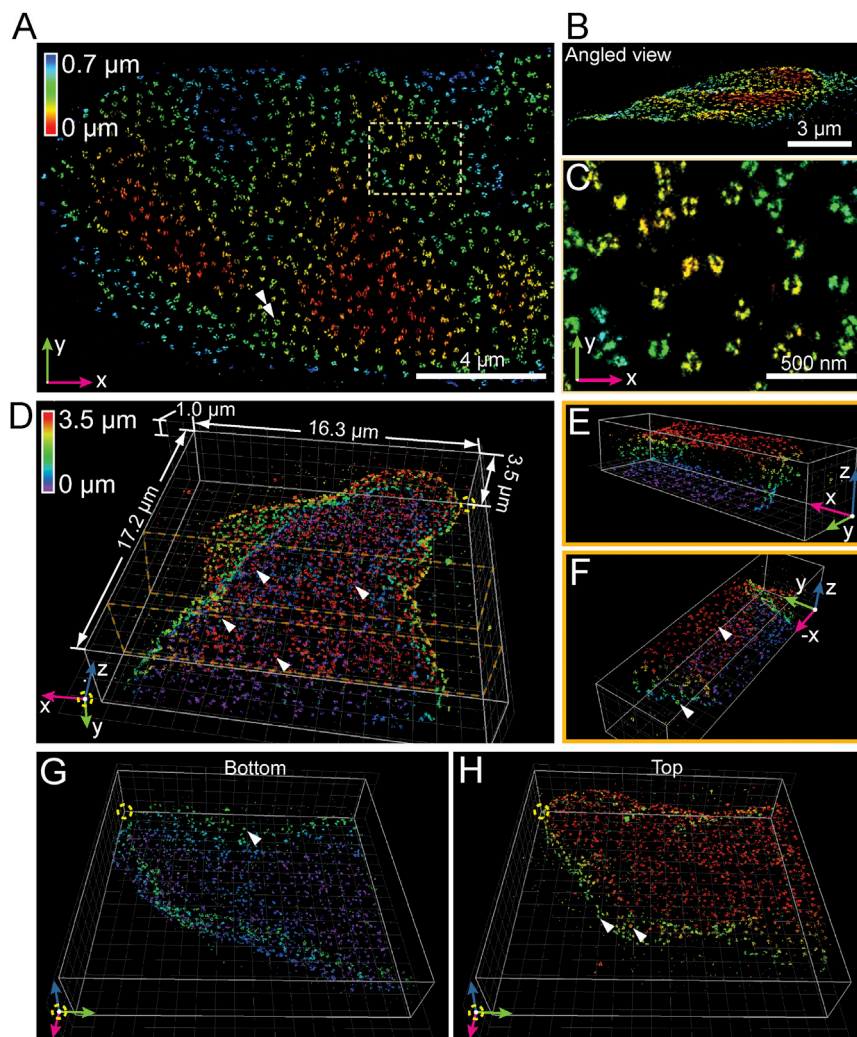 A
0.7 µm
0 µm
y
x
4 µm
B
Angled view
3 µm
C
y
x
500 nm
D
3.5 µm
0 µm
1.0 µm
16.3 µm
3.5 µm
17.2 µm
z
x
y
E
z
x
y
F
y
z
-x
G
Bottom
H
Top